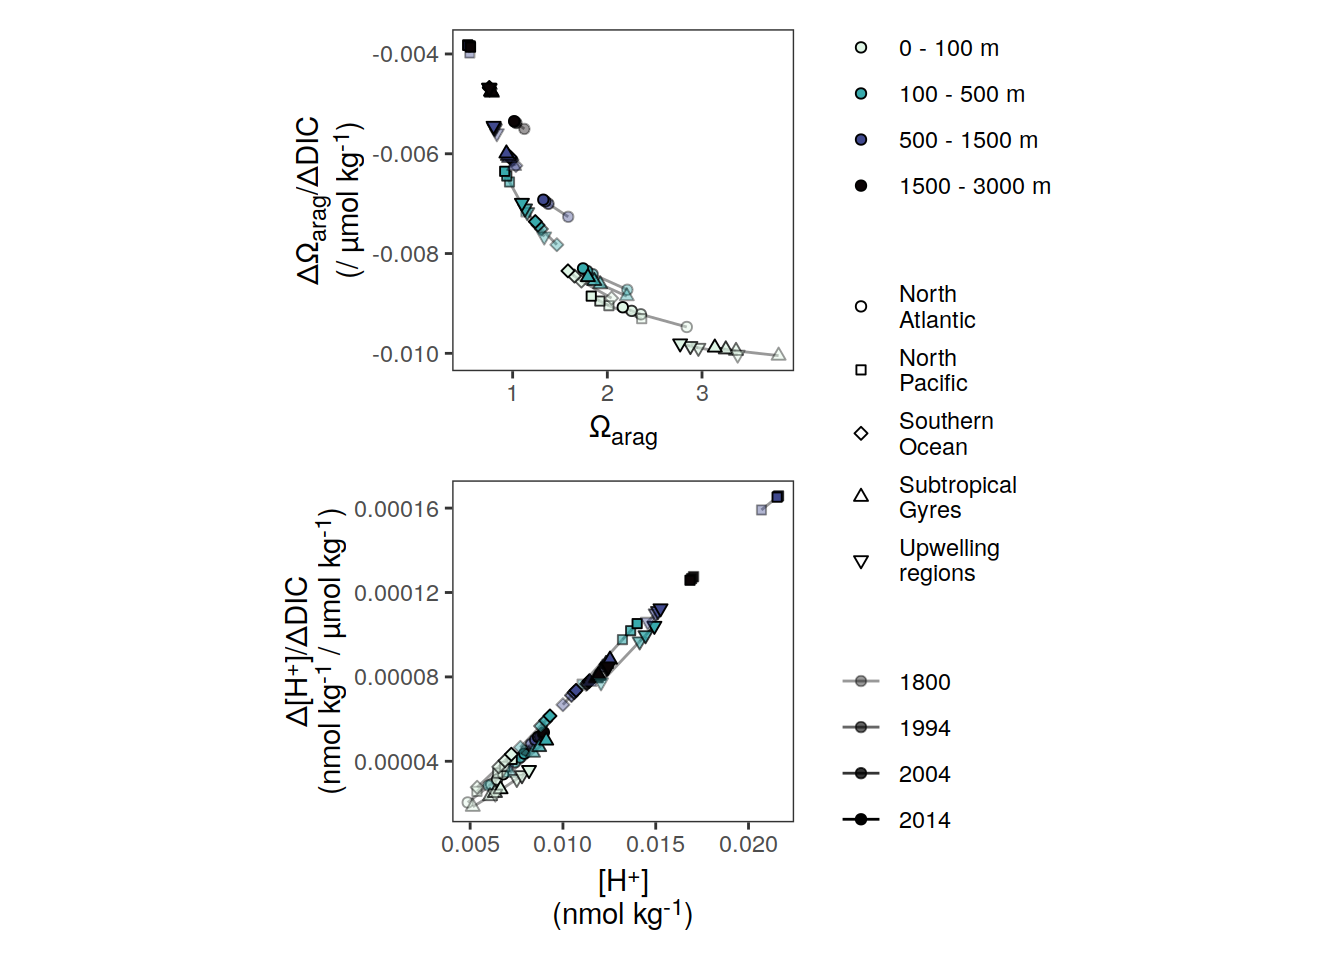 -0.004
-0.006
-0.008
-0.010
ΔΩarag/ΔDIC
(/ µmol kg-1)
1 2 3
Ωarag
0.00016
0.00012
0.00008
0.00004
Δ[H+]/ΔDIC
(nmol kg-1 / µmol kg-1)
0.005 0.010 0.015 0.020
[H+]
(nmol kg-1)
0 - 100 m
100 - 500 m
500 - 1500 m
1500 - 3000 m
North
Atlantic
North
Pacific
Southern
Ocean
Subtropical
Gyres
Upwelling
regions
1800
1994
2004
2014